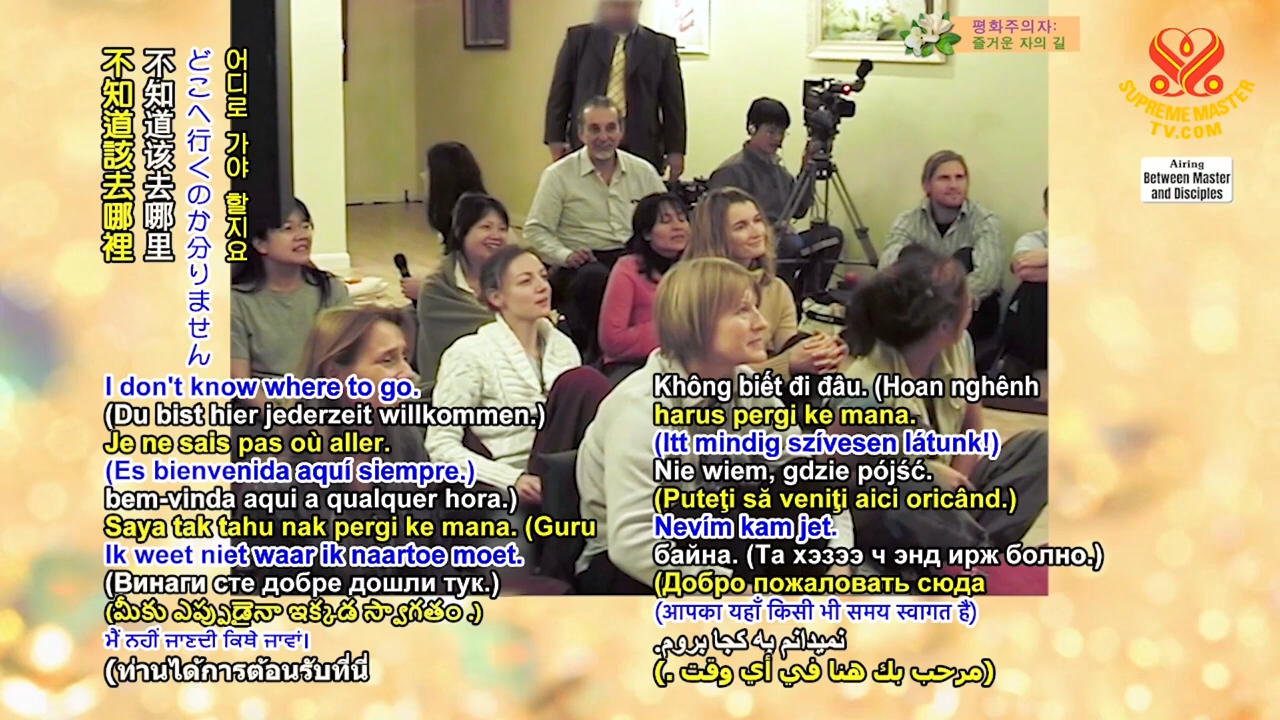 평화주의자:
즐거운 자의 길
SUPREME MASTER
TV.COM
Airing
Between Master
and Disciples
어디로 가야 할지요
どこへ行くのか分りません
不知道该去哪里
不知道該去哪裡
I don't know where to go.
(Du bist hier jederzeit willkommen.)
Je ne sais pas où aller.
(Es bienvenida aquí siempre.)
bem-vinda aqui a qualquer hora.)
Saya tak tahu nak pergi ke mana. (Guru
Ik weet niet waar ik naartoe moet.
(Винаги сте добре дошли тук.)
(మీకు ఎప్పుడైనా ఇక్కడ స్వాగతం .)
ਮੈਂ ਨਹੀਂ ਜਾਣਦੀ ਕਿਥੇ ਜਾਵਾਂ।
(ท่านได้การต้อนรับที่นี่
Không biết đi đâu. (Hoan nghênh
harus pergi ke mana.
(Itt mindig szívesen látunk!)
Nie wiem, gdzie pójść.
(Puteţi să veniţi aici oricând.)
Nevím kam jet.
байна. (Та хэзээ ч энд ирж болно.)
(Добро пожаловать сюда
(आपका यहाँ किसी भी समय स्वागत है)
نمیدانم به کجا بروم.
(مرحب بك هنا في أي وقت .)